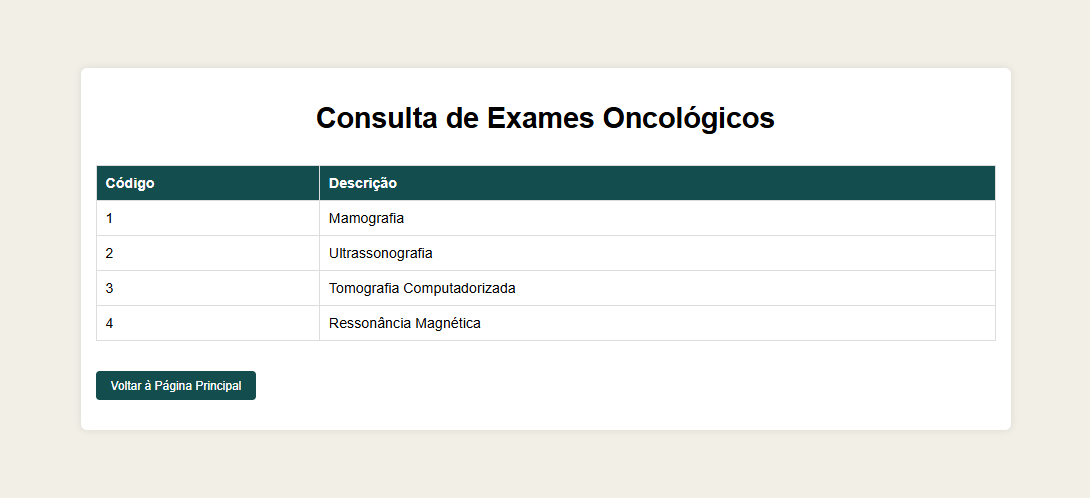 Consulta de Exames Oncológicos
Código Descrição
1 Mamografia
2 Ultrassonografia
3 Tomografia Computadorizada
4 Ressonância Magnética
Voltar à Página Principal